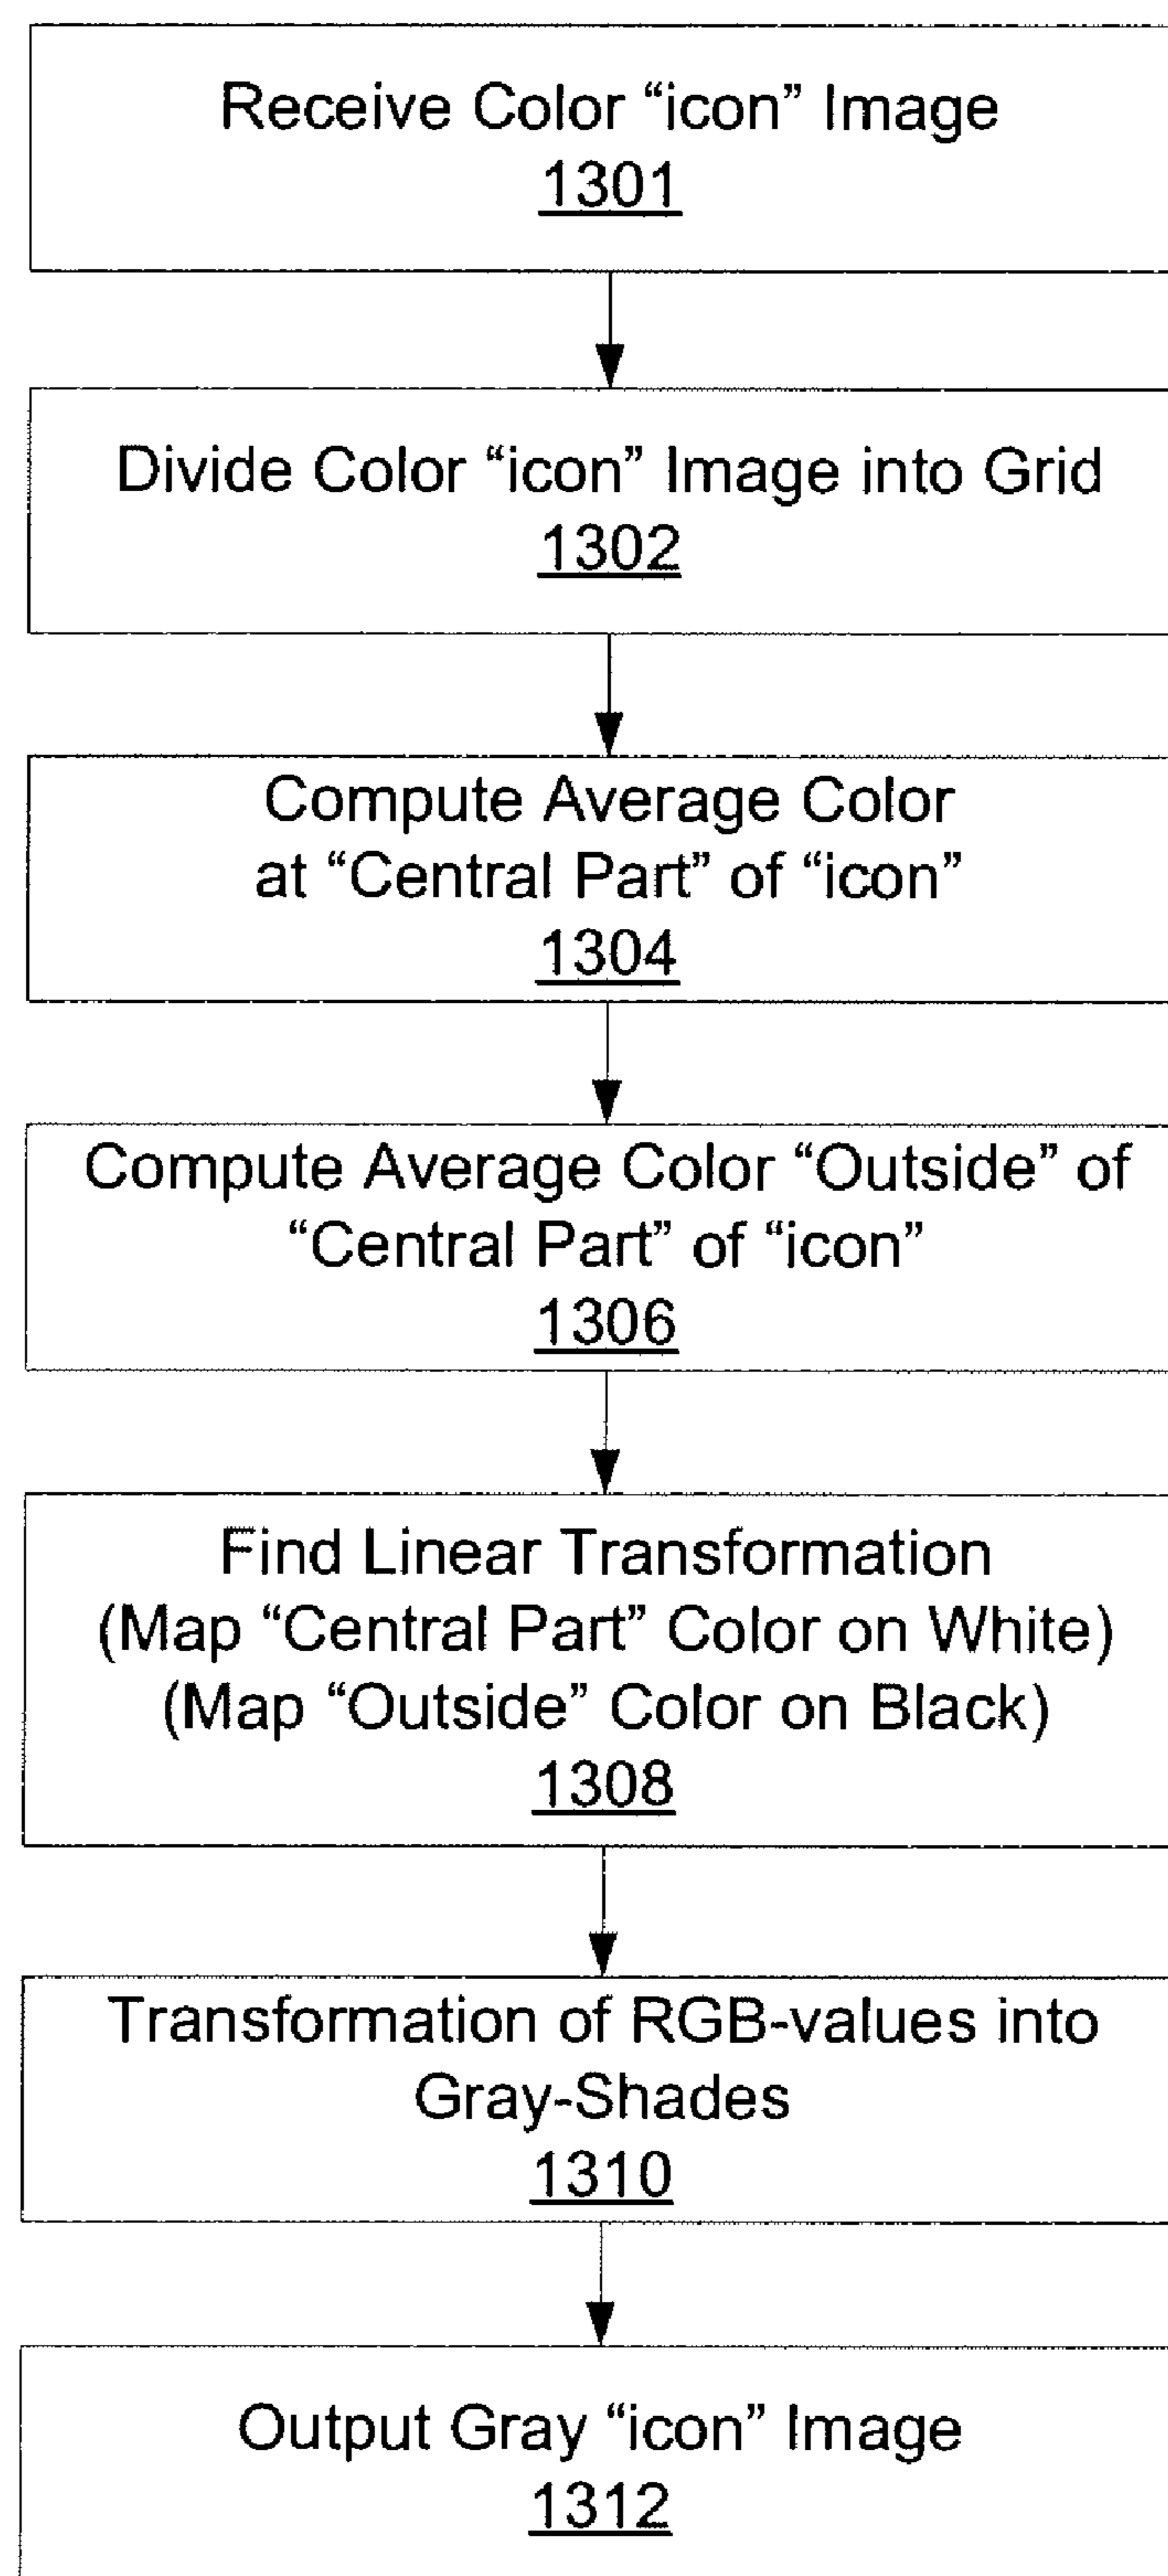 Receive Color “icon” Image
1301
Divide Color “icon” Image into Grid
1302
Compute Average Color
at “Central Part” of “icon”
1304
Compute Average Color “Outside” of
“Central Part” of “icon”
1306
Find Linear Transformation
(Map “Central Part” Color on White)
(Map “Outside” Color on Black)
1308
Transformation of RGB-values into
Gray-Shades
1310
Output Gray “icon” Image
1312